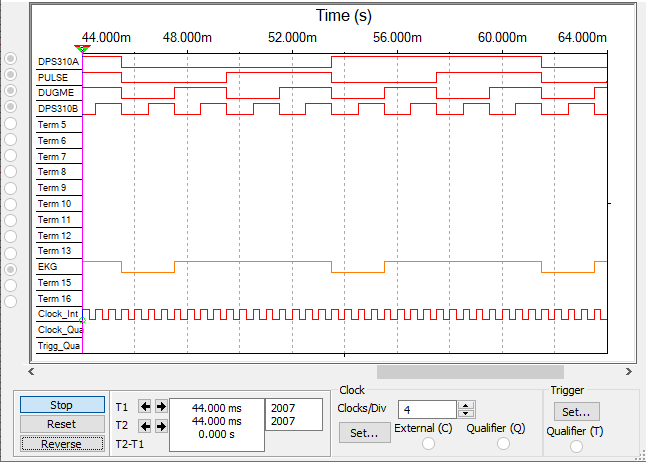 Time (s)
44.000m 48.000m 52.000m 56.000m 60.000m 64.000m
DPS310A
PULSE
DUGME
DPS310B
Term 5
Term 6
Term 7
Term 8
Term 9
Term 10
Term 11
Term 12
Term 13
EKG
Term 15
Term 16
Clock_Int
Clock_Qua
Trigg_Qua
Stop
Reset
Reverse
T1
T2
T2-T1
44.000 ms
44.000 ms
0.000 s
2007
2007
Clock
Clocks/Div 4
Set...
External (C)
Qualifier (Q)
Trigger
Set...
Qualifier (T)